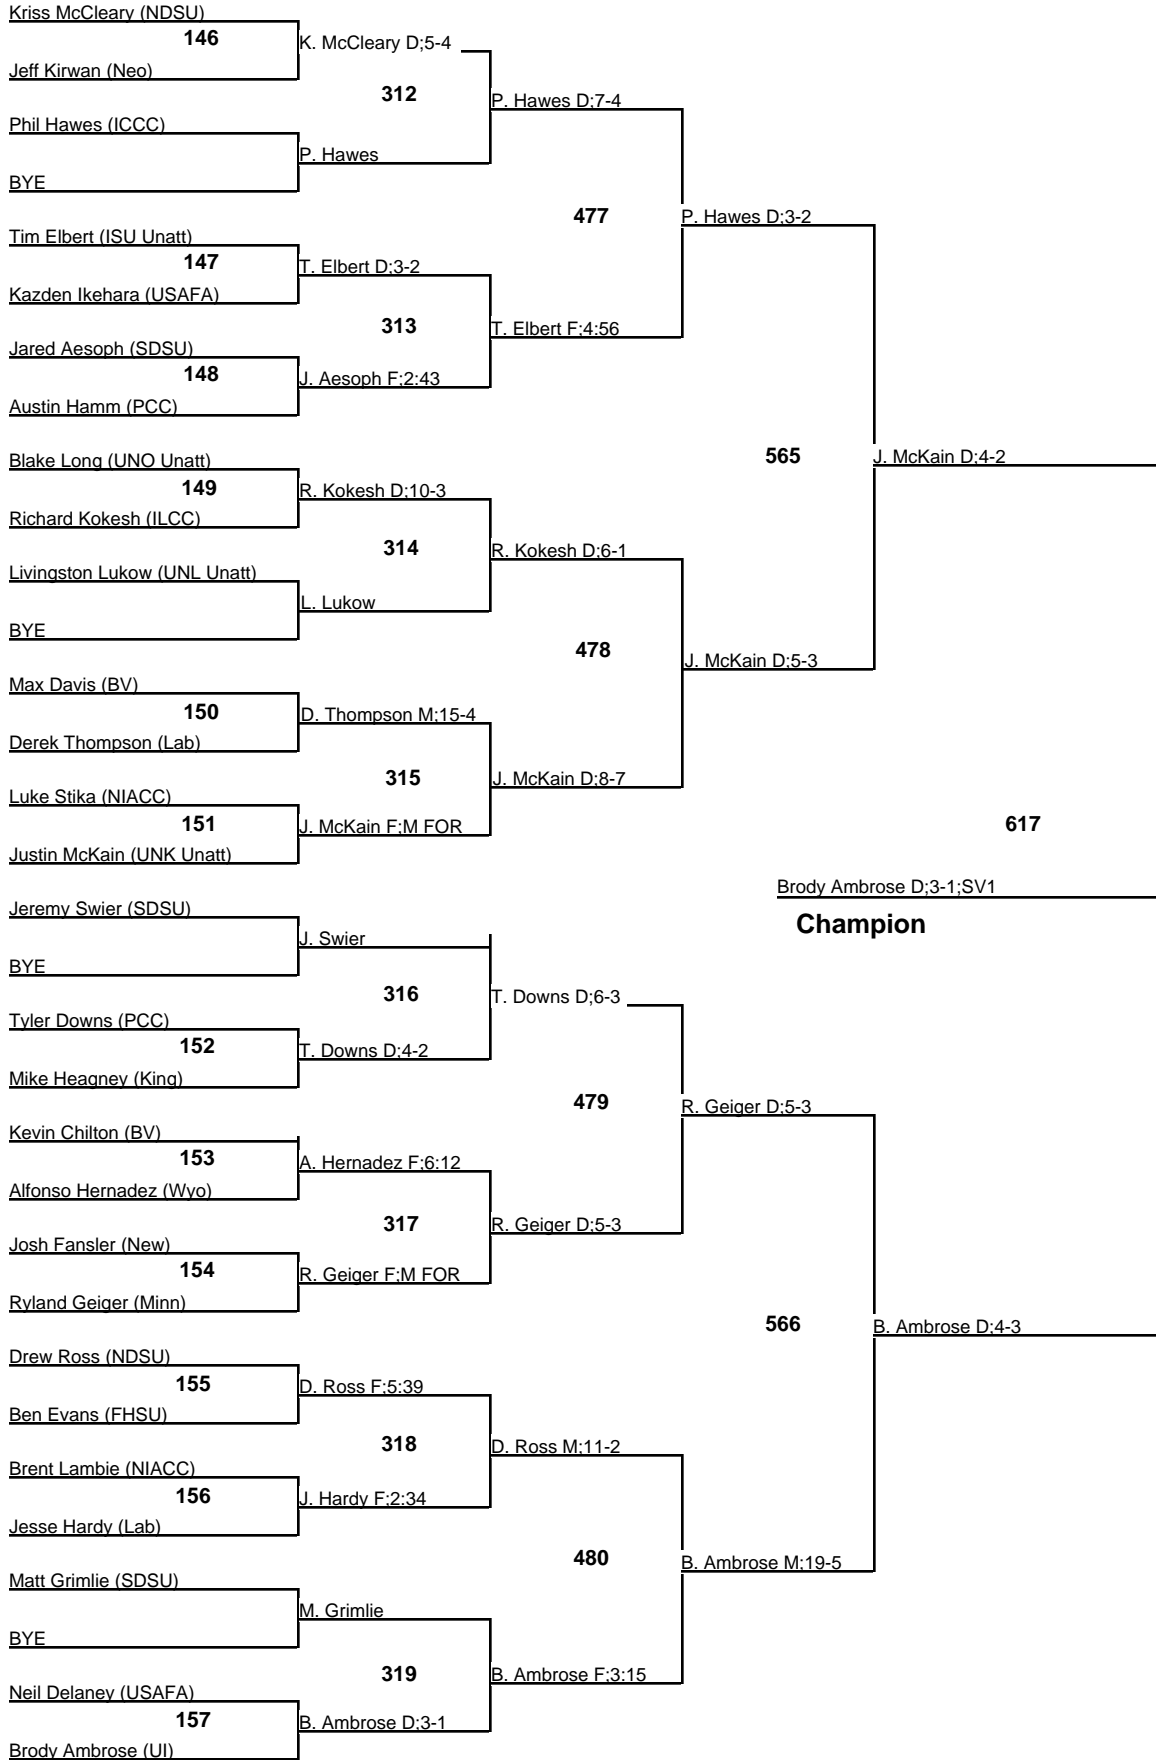 Kriss McCleary (NDSU)
146
K. McCleary D;5-4
Jeff Kirwan (Neo)
312
P. Hawes D;7-4
Phil Hawes (ICCC)
P. Hawes
BYE
477
P. Hawes D;3-2
Tim Elbert (ISU Unatt)
147
T. Elbert D;3-2
Kazden Ikehara (USAFA)
313
T. Elbert F;4:56
Jared Aesoph (SDSU)
148
J. Aesoph F;2:43
Austin Hamm (PCC)
565
J. McKain D;4-2
Blake Long (UNO Unatt)
149
R. Kokesh D;10-3
Richard Kokesh (ILCC)
314
R. Kokesh D;6-1
Livingston Lukow (UNL Unatt)
L. Lukow
BYE
478
J. McKain D;5-3
Max Davis (BV)
150
D. Thompson M;15-4
Derek Thompson (Lab)
315
J. McKain D;8-7
Luke Stika (NIACC)
151
J. McKain F;M FOR
Justin McKain (UNK Unatt)
617
Brody Ambrose D;3-1;SV1
Champion
Jeremy Swier (SDSU)
J. Swier
BYE
316
T. Downs D;6-3
Tyler Downs (PCC)
152
T. Downs D;4-2
Mike Heagney (King)
479
R. Geiger D;5-3
Kevin Chilton (BV)
153
A. Hernadez F;6:12
Alfonso Hernadez (Wyo)
317
R. Geiger D;5-3
Josh Fansler (New)
154
R. Geiger F;M FOR
Ryland Geiger (Minn)
566
B. Ambrose D;4-3
Drew Ross (NDSU)
155
D. Ross F;5:39
Ben Evans (FHSU)
318
D. Ross M;11-2
Brent Lambie (NIACC)
156
J. Hardy F;2:34
Jesse Hardy (Lab)
480
B. Ambrose M;19-5
Matt Grimlie (SDSU)
M. Grimlie
BYE
319
B. Ambrose F;3:15
Neil Delaney (USAFA)
157
B. Ambrose D;3-1
Brody Ambrose (UI)